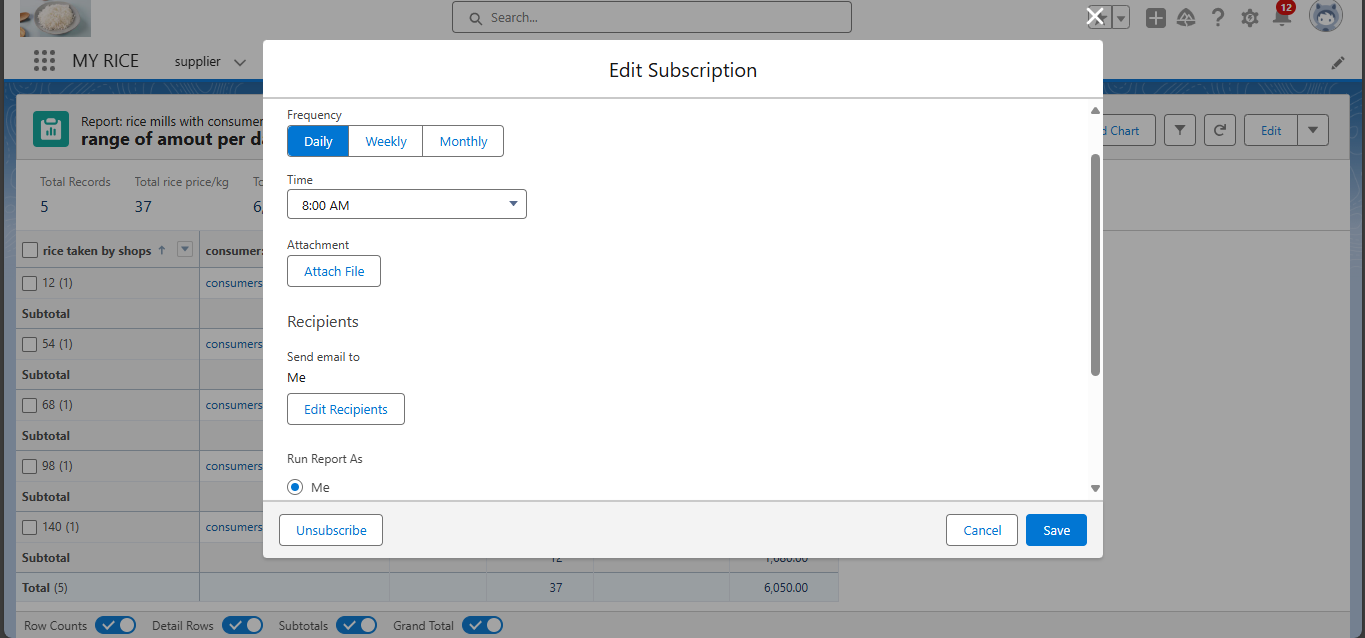 Search...
12
MY RICE
supplier
Edit Subscription
Report: rice mills with consumer
range of amout per da
Chart
Edit
Total Records
Total rice price/kg
5
37
6,
rice taken by shops
consumer:
12 (1)
consumers
Subtotal
54 (1)
consumers
Subtotal
68 (1)
consumers
Subtotal
98 (1)
consumers
Subtotal
140 (1)
consumers
Subtotal
12
1,080.00
Total (5)
37
6,050.00
Row Counts
Detail Rows
Subtotals
Grand Total
Frequency
Daily
Weekly
Monthly
Time
8:00 AM
Attachment
Attach File
Recipients
Send email to
Me
Edit Recipients
Run Report As
Me
Unsubscribe
Cancel
Save